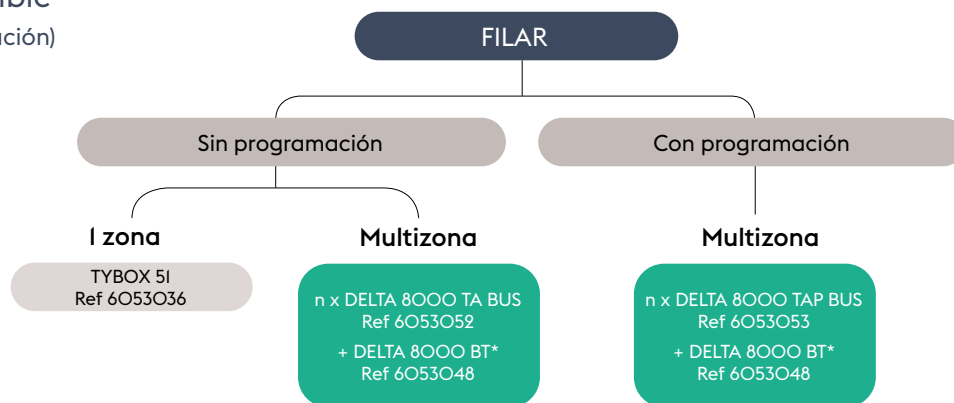 FILAR
Sin programación
Con programación
1 zona
Multizona
Multizona
TYBOX 51
Ref 6053036
n x DELTA 8000 TA BUS
Ref 6053052
+ DELTA 8000 BT*
Ref 6053048
n x DELTA 8000 TAP BUS
Ref 6053053
+ DELTA 8000 BT*
Ref 6053048